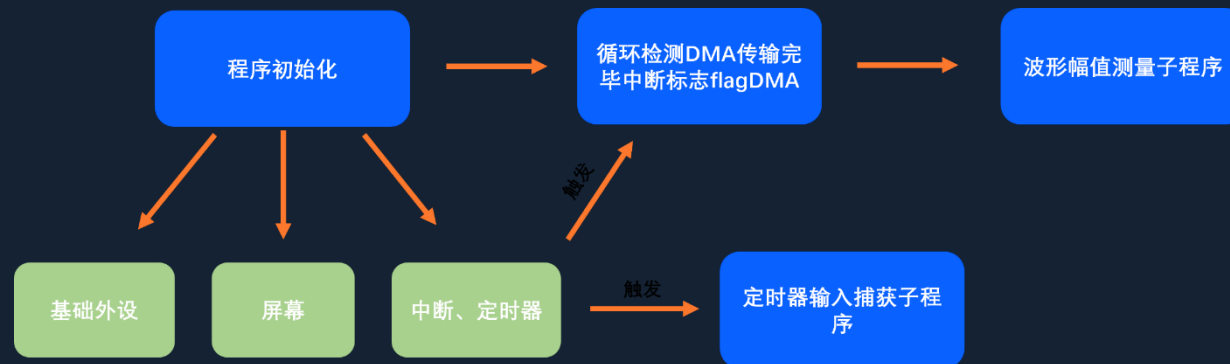 程序初始化
循环检测DMA传输完
毕中断标志flagDMA
波形幅值测量子程序
触发
基础外设
屏幕
中断、定时器
触发
定时器输入捕获子程
序